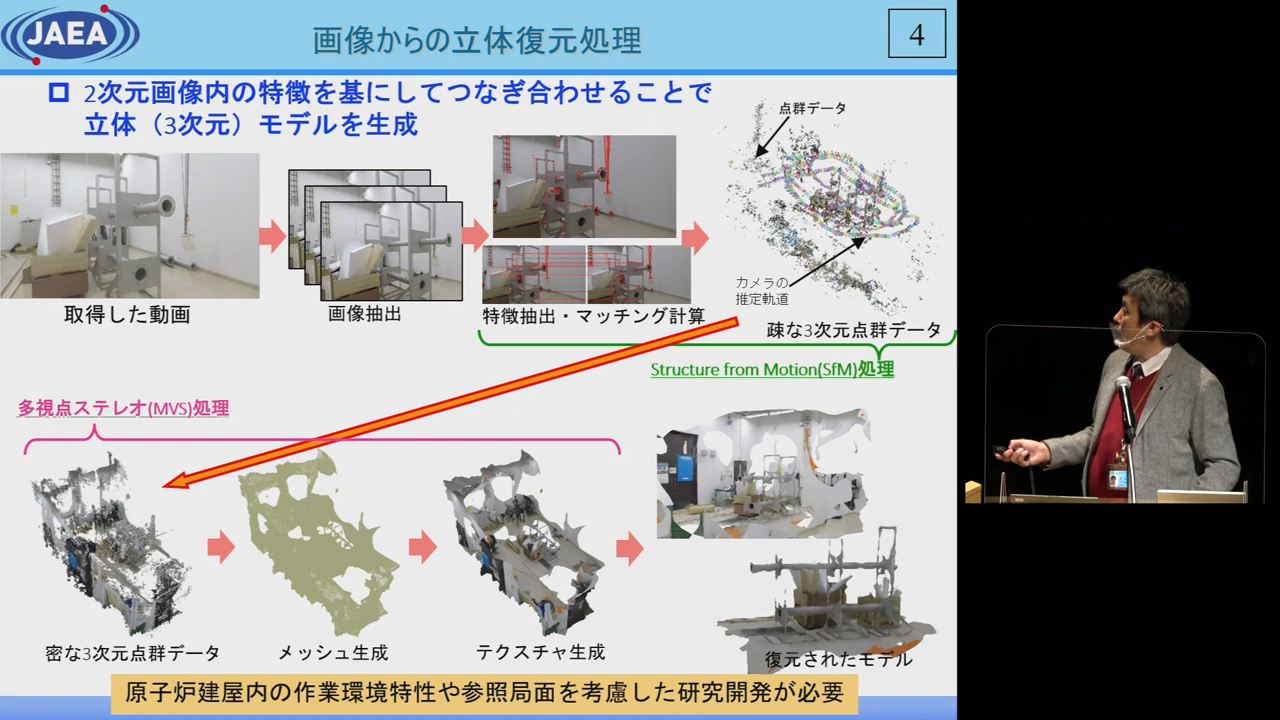 JAEA
画像からの立体復元処理
4
2次元画像内の特徴を基にしてつなぎ合わせることで
立体（3次元）モデルを生成
点群データ
カメラの
推定軌道
取得した動画
画像抽出
特徴抽出・マッチング計算
疎な3次元点群データ
Structure from Motion(SfM)処理
多視点ステレオ(MVS)処理
密な3次元点群データ
メッシュ生成
テクスチャ生成
復元されたモデル
原子炉建屋内の作業環境特性や参照局面を考慮した研究開発が必要